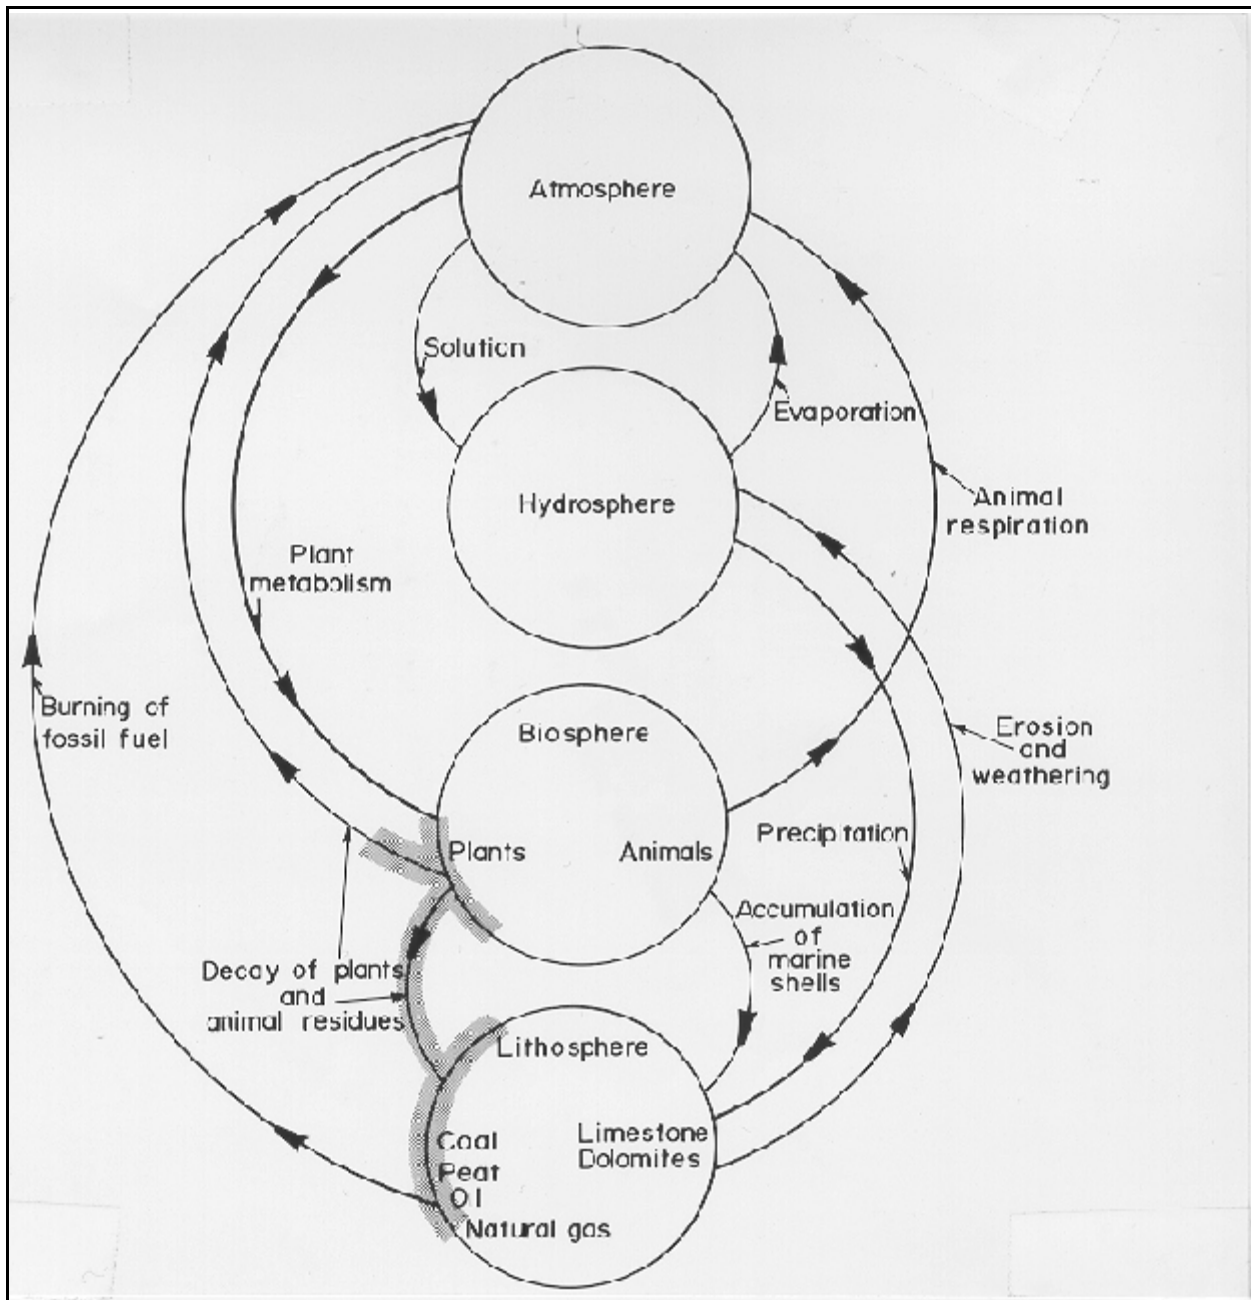 Atmosphere
Solution
Evaporation
Hydrosphere
Animal
respiration
Plant
metabolism
Burning of
fossil fuel
Biosphere
Erosion
and
weathering
Plants
Animals
Precipitation
Accumulation
of
marine
shells
Decay of plants
and
animal residues
Lithosphere
Coal
Peat
Oil
Natural gas
Limestone
Dolomites